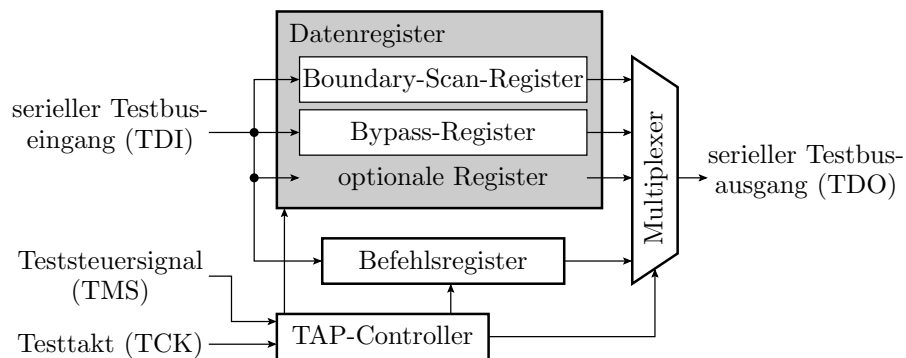 Datenregister
Boundary-Scan-Register
serieller Testbus-
eingang (TDI)
Bypass-Register
optionale Register
Multiplexer
serieller Testbus-
ausgang (TDO)
Befehlsregister
Teststeuersignal
(TMS)
Testtakt (TCK)
TAP-Controller